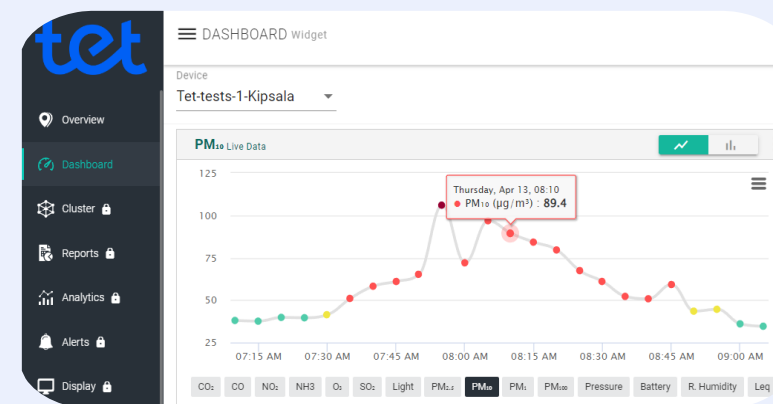 tet
DASHBOARD Widget
Device
Tet-tests-1-Kipsala
Overview
Dashboard
Cluster
Reports
Analytics
Alerts
Display
PM₁₀ Live Data
125
100
75
50
25
Thursday, Apr 13, 08:10
PM₁₀ (µg/m³) : 89.4
07:15 AM 07:30 AM 07:45 AM 08:00 AM 08:15 AM 08:30 AM 08:45 AM 09:00 AM
CO₂ CO NO₂ NH3 O₃ SO₂ Light PM₂.₅ PM₁₀ PM₁ PM₁₀₀ Pressure Battery R. Humidity Leq